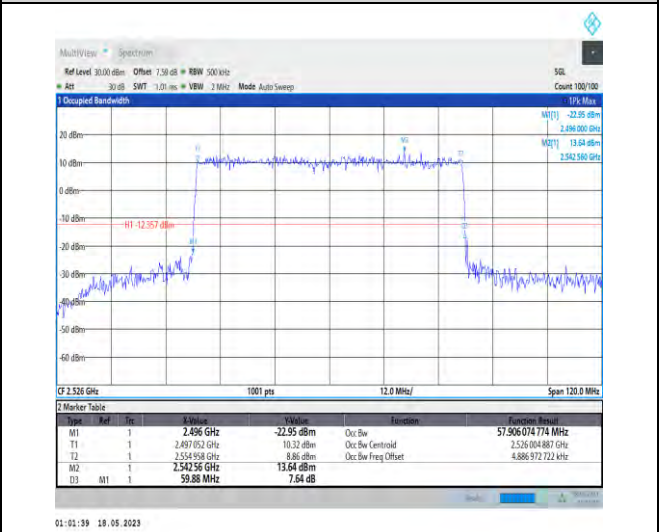 MultiView Spectrum
Ref Level 30.00 dBm Offset 7.59 dB RBW 500 kHz SGL
Att 30 dB SWT 1.01 ms VBW 2 MHz Mode Auto Sweep Count 100/100
1 Occupied Bandwidth 1Pk Max
M1[1] -22.95 dBm
2.496 000 GHz
M2[1] 13.64 dBm
2.542 560 GHz
20 dBm
T1 M2 T2
10 dBm
0 dBm
-10 dBm
H1 -12.357 dBm
M1
-20 dBm
-30 dBm
-40 dBm
-50 dBm
-60 dBm
CF 2.526 GHz 1001 pts 12.0 MHz/ Span 120.0 MHz
2 Marker Table
Type Ref Trc X-Value Y-Value Function Function Result
M1 1 2.496 GHz -22.95 dBm Occ Bw 57.906 074 774 MHz
T1 1 2.497 052 GHz 10.32 dBm Occ Bw Centroid 2.526 004 887 GHz
T2 1 2.554 958 GHz 8.86 dBm Occ Bw Freq Offset 4.886 972 722 kHz
M2 1 2.542 56 GHz 13.64 dBm
D3 M1 1 59.88 MHz 7.64 dB
01:01:39 18.05.2023